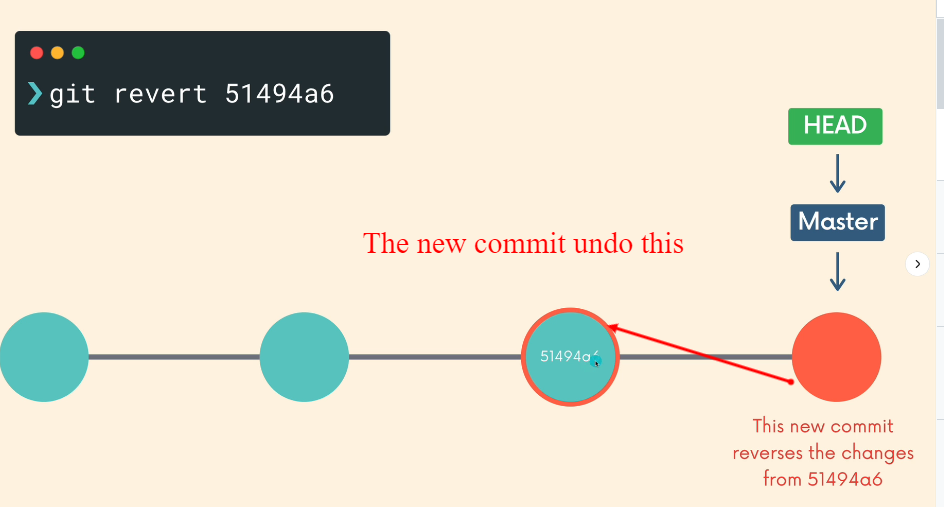 ❯git revert 51494a6
HEAD
Master
The new commit undo this
51494a6
This new commit
reverses the changes
from 51494a6